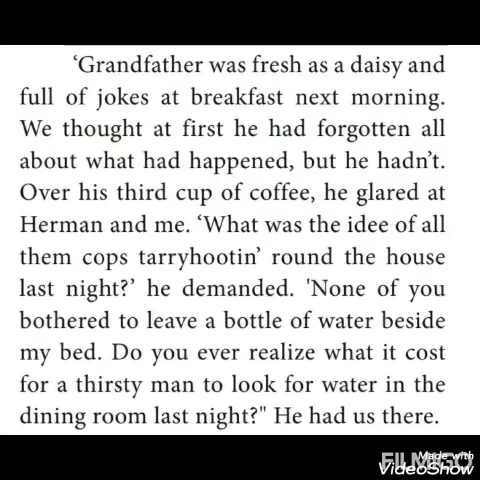 ‘Grandfather was fresh as a daisy and
full of jokes at breakfast next morning.
We thought at first he had forgotten all
about what had happened, but he hadn’t.
Over his third cup of coffee, he glared at
Herman and me. ‘What was the idee of all
them cops tarryhootin’ round the house
last night?’ he demanded. 'None of you
bothered to leave a bottle of water beside
my bed. Do you ever realize what it cost
for a thirsty man to look for water in the
dining room last night?" He had us there.
Made with
VideoShow